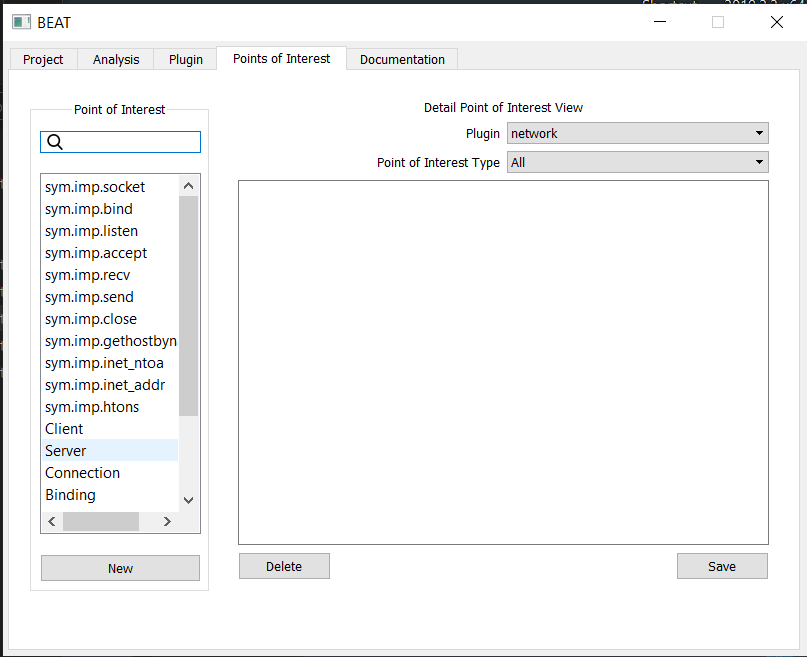 BEAT
Project
Analysis
Plugin
Points of Interest
Documentation
Point of Interest
sym.imp.socket
sym.imp.bind
sym.imp.listen
sym.imp.accept
sym.imp.recv
sym.imp.send
sym.imp.close
sym.imp.gethostbyn
sym.imp.inet_ntoa
sym.imp.inet_addr
sym.imp.htons
Client
Server
Connection
Binding
New
Detail Point of Interest View
Plugin
network
Point of Interest Type
All
Delete
Save